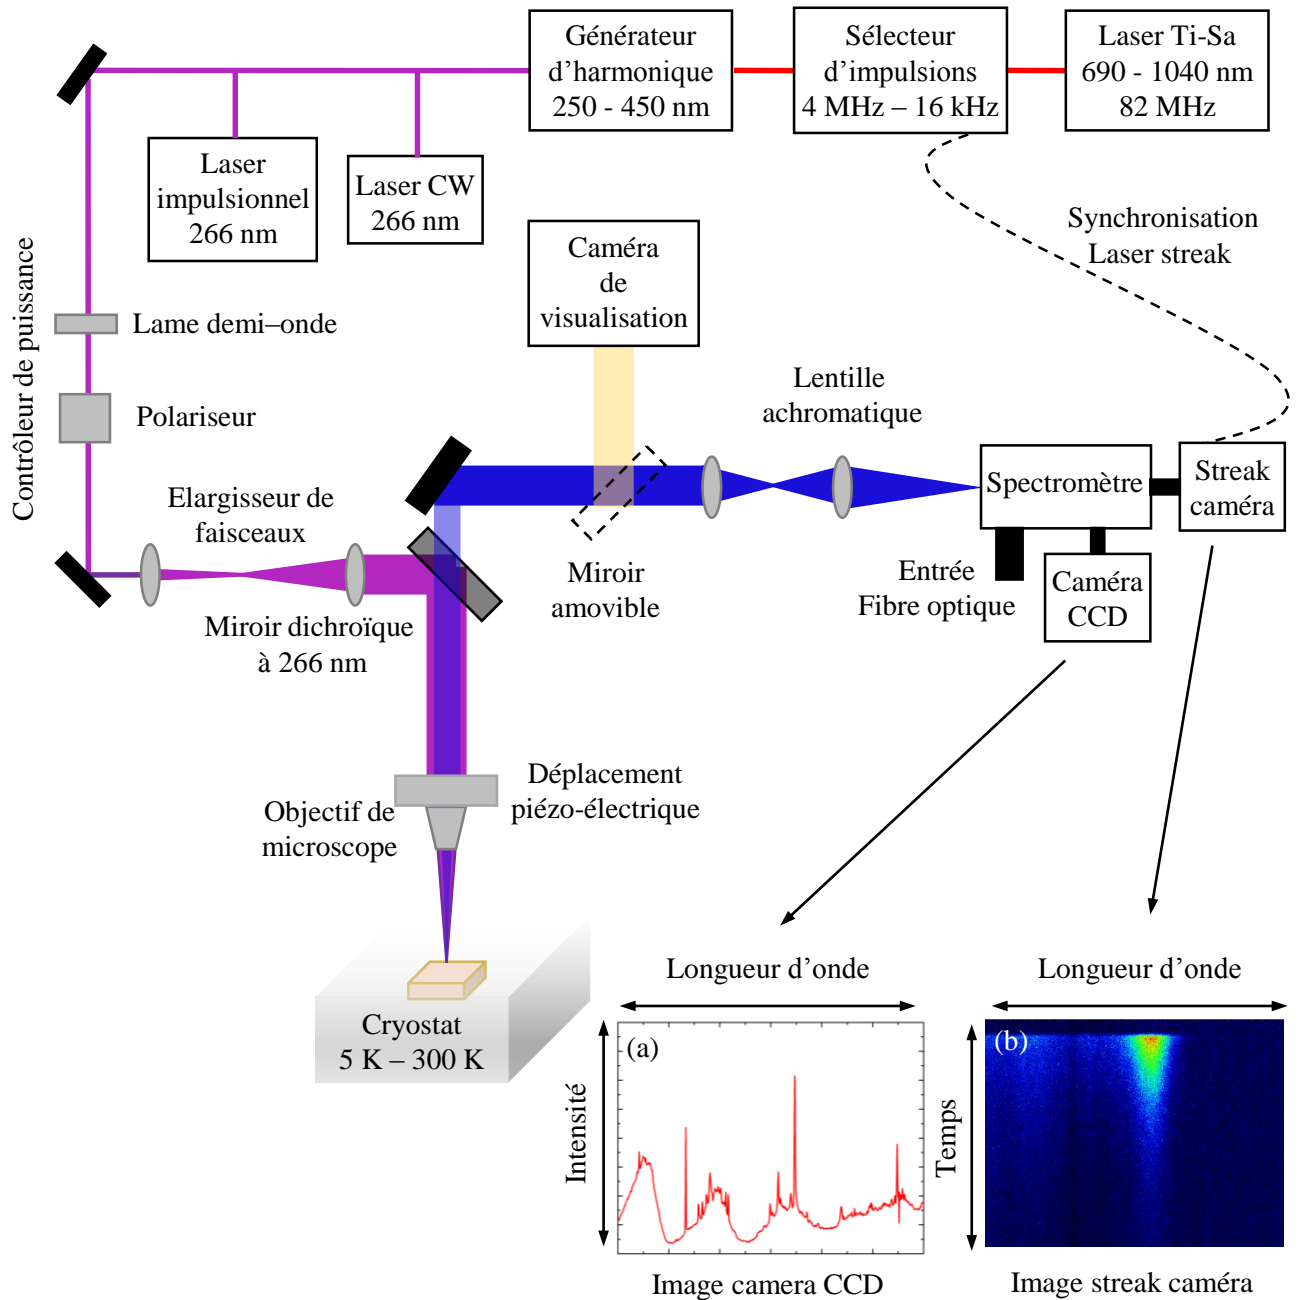 Générateur
d’harmonique
250 - 450 nm
Sélecteur
d’impulsions
4 MHz – 16 kHz
Laser Ti-Sa
690 - 1040 nm
82 MHz
Laser
impulsionnel
266 nm
Laser CW
266 nm
Synchronisation
Laser streak
Caméra
de
visualisation
Contrôleur de puissance
Lame demi–onde
Polariseur
Lentille
achromatique
Elargisseur de
faisceaux
Spectromètre
Streak
caméra
Miroir
amovible
Entrée
Fibre optique
Caméra
CCD
Miroir dichroïque
à 266 nm
Déplacement
piézo-électrique
Objectif de
microscope
Cryostat
5 K – 300 K
Longueur d’onde
Longueur d’onde
(a)
(b)
Intensité
Temps
Image camera CCD
Image streak caméra